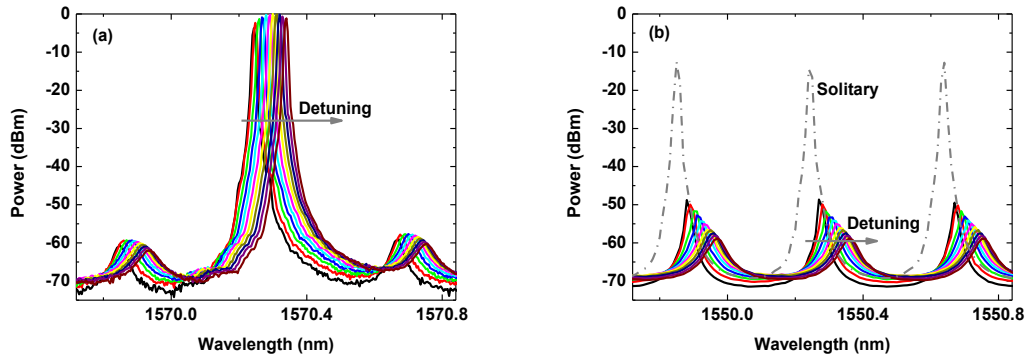 (a)
Detuning
Power (dBm)
0
-10
-20
-30
-40
-50
-60
-70
1570.0
1570.4
1570.8
Wavelength (nm)
(b)
Solitary
Detuning
Power (dBm)
0
-10
-20
-30
-40
-50
-60
-70
1550.0
1550.4
1550.8
Wavelength (nm)